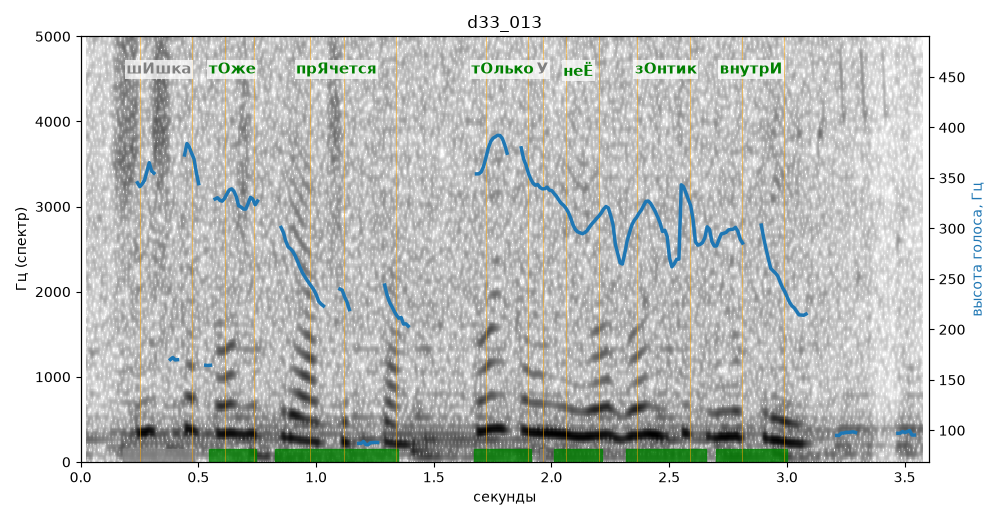 d33_013
шИшка тОже прЯчется тОлько У неЁ зОнтик внутрИ
Гц (спектр)
5000
4000
3000
2000
1000
0
450
400
350
300
250
200
150
100
высота голоса, Гц
0.0 0.5 1.0 1.5 2.0 2.5 3.0 3.5
секунды